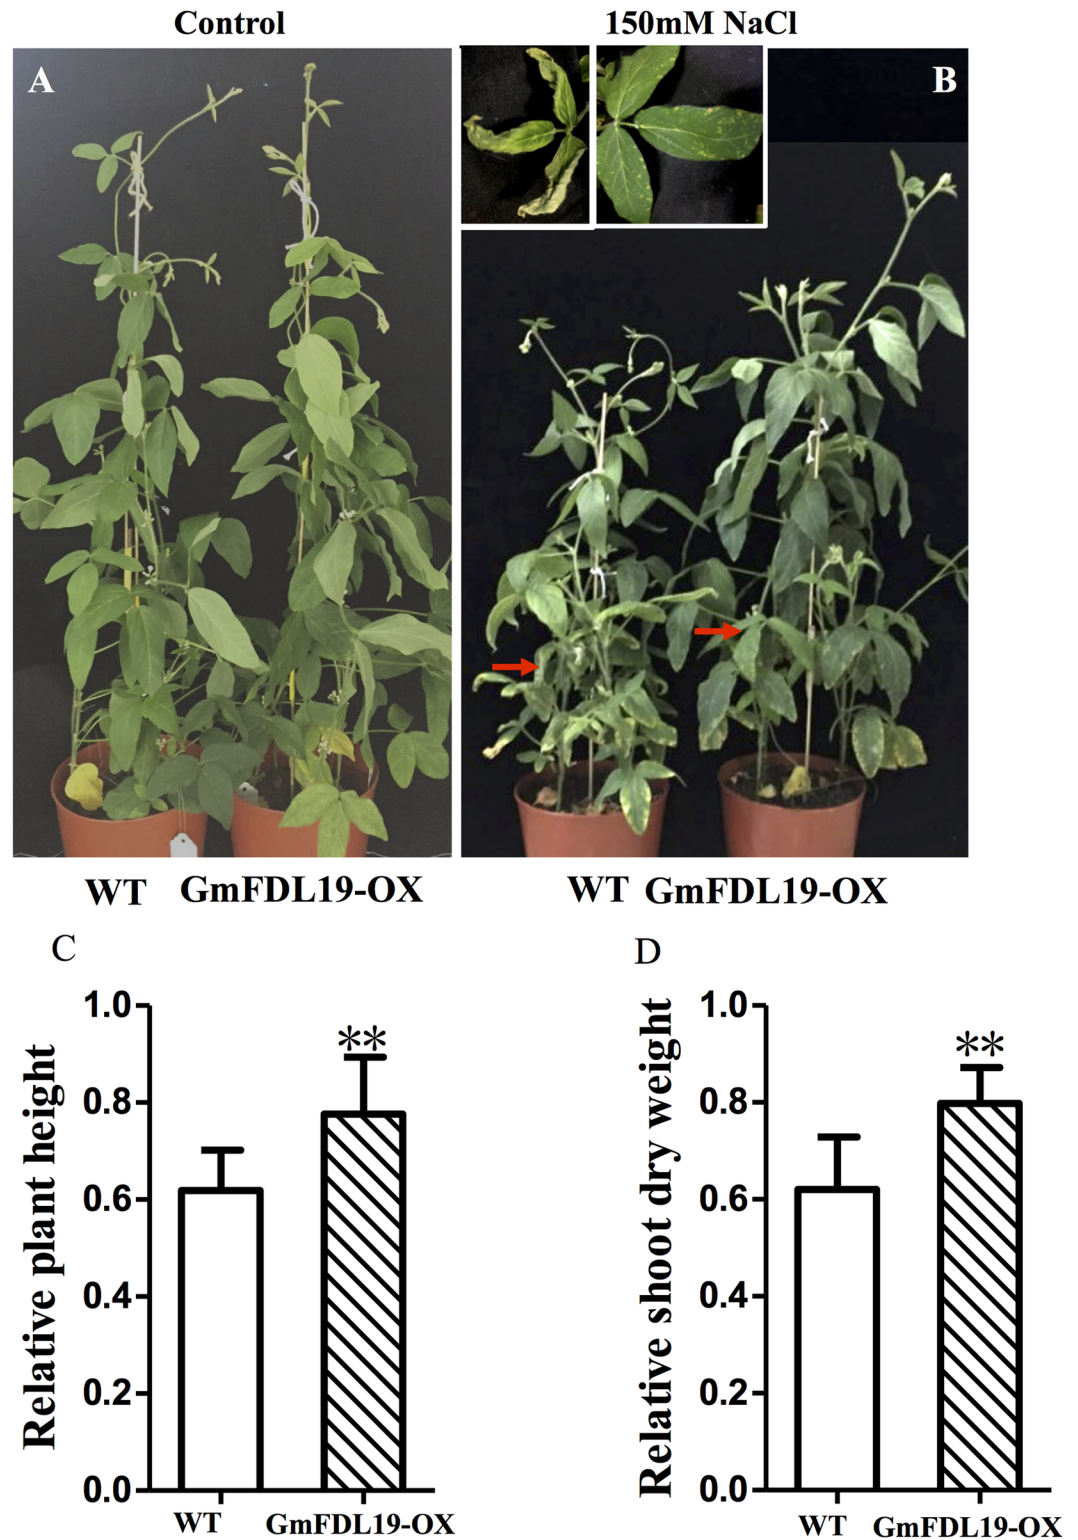 Control
150mM NaCl
A
B
WT GmFDL19-OX
WT GmFDL19-OX
C
Relative plant height
1.0
0.8
0.6
0.4
0.2
0.0
**
WT GmFDL19-OX
D
Relative shoot dry weight
1.0
0.8
0.6
0.4
0.2
0.0
**
WT GmFDL19-OX